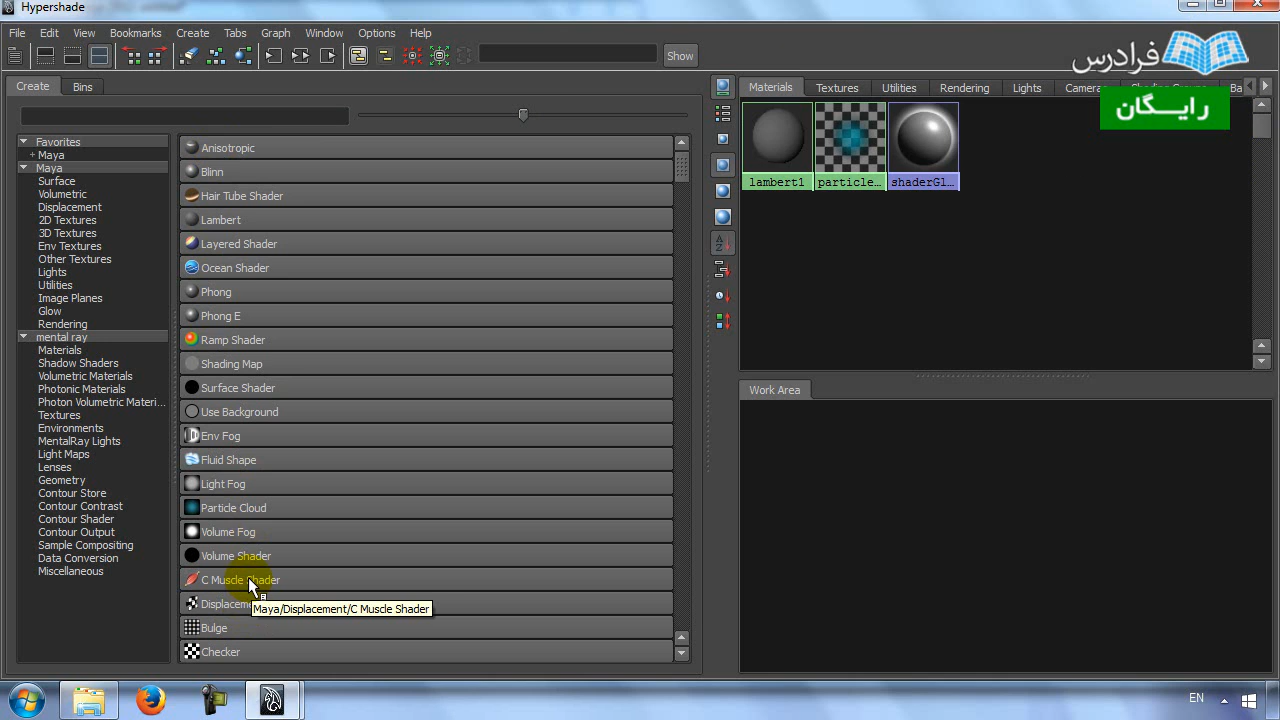 Hypershade
File Edit View Bookmarks Create Tabs Graph Window Options Help
Show
فرادرس
رایگان
Create Bins
Materials Textures Utilities Rendering Lights
Favorites
Maya
Maya
Surface
Volumetric
Displacement
2D Textures
3D Textures
Env Textures
Other Textures
Lights
Utilities
Image Planes
Glow
Rendering
mental ray
Materials
Shadow Shaders
Volumetric Materials
Photonic Materials
Photon Volumetric Materi...
Textures
Environments
MentalRay Lights
Light Maps
Lenses
Geometry
Contour Store
Contour Contrast
Contour Shader
Contour Output
Sample Compositing
Data Conversion
Miscellaneous
Anisotropic
Blinn
Hair Tube Shader
Lambert
Layered Shader
Ocean Shader
Phong
Phong E
Ramp Shader
Shading Map
Surface Shader
Use Background
Env Fog
Fluid Shape
Light Fog
Particle Cloud
Volume Fog
Volume Shader
C Muscle Shader
Maya/Displacement/C Muscle Shader
Bulge
Checker
lambert1 particle... shaderGl...
Work Area
EN